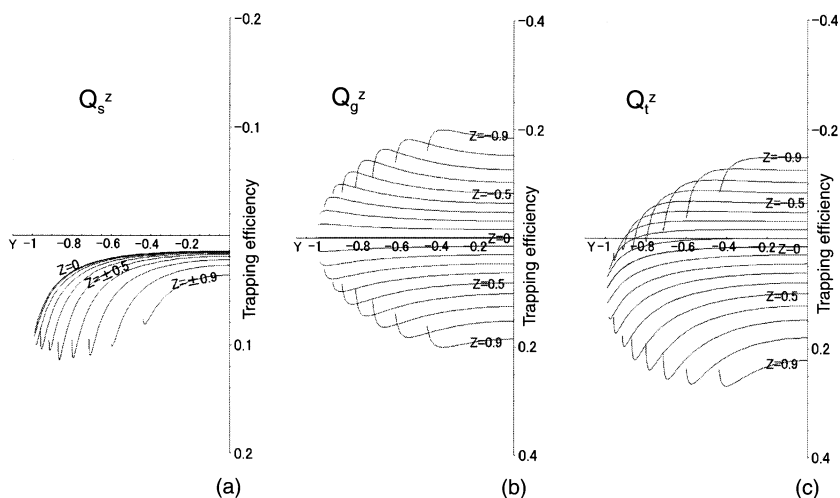 -0.2
Q_s^z
-0.1
Y -1 -0.8 -0.6 -0.4 -0.2
Z=0
Z=±0.5
Z=±0.9
Trapping efficiency
0.1
0.2
(a)
-0.4
Q_g^z
-0.2
Z=-0.9
Z=-0.5
Y -1 -0.8 -0.6 -0.4 -0.2
Z=0
Z=0.5
Z=0.9
Trapping efficiency
0.2
0.4
(b)
-0.4
Q_t^z
-0.2
Z=-0.9
Z=-0.5
Y -1 -0.8 -0.6 -0.2
Z=0
Z=0.5
Z=0.9
Trapping efficiency
0.2
0.4
(c)